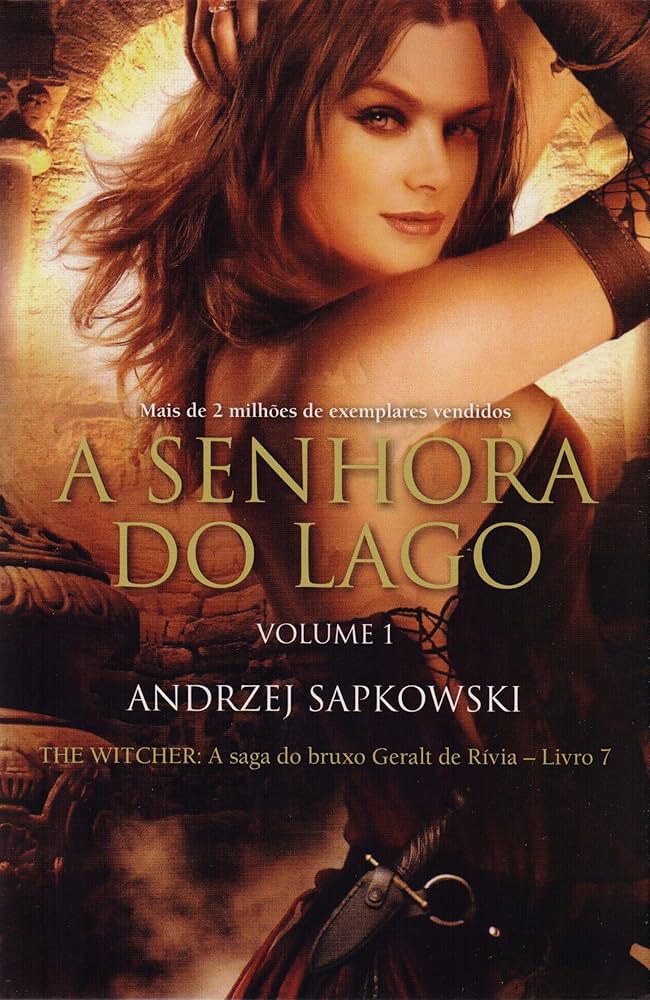 Mais de 2 milhões de exemplares vendidos
A SENHORA
DO LAGO
VOLUME 1
ANDRZEJ SAPKOWSKI
THE WITCHER: A saga do bruxo Geralt de Rívia – Livro 7